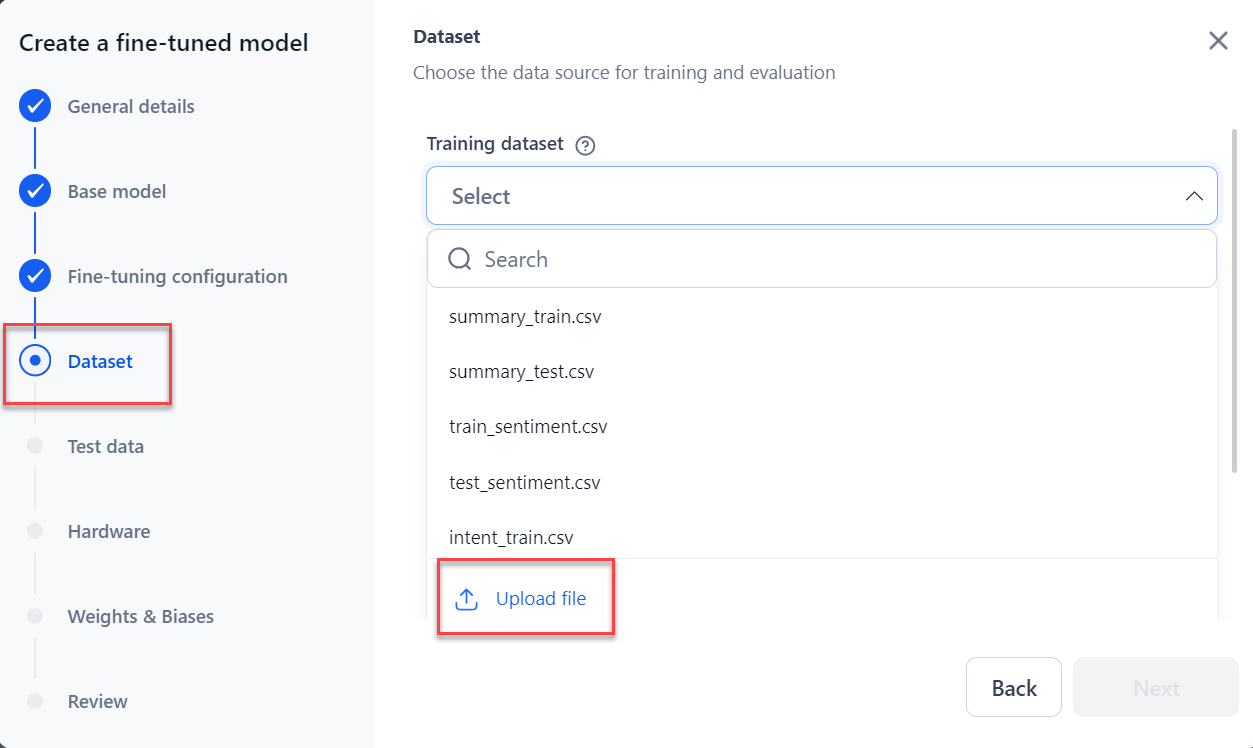 Create a fine-tuned model
General details
Base model
Fine-tuning configuration
Dataset
Test data
Hardware
Weights & Biases
Review
Dataset
Choose the data source for training and evaluation
Training dataset ?
Select
Search
summary_train.csv
summary_test.csv
train_sentiment.csv
test_sentiment.csv
intent_train.csv
Upload file
Back
Next